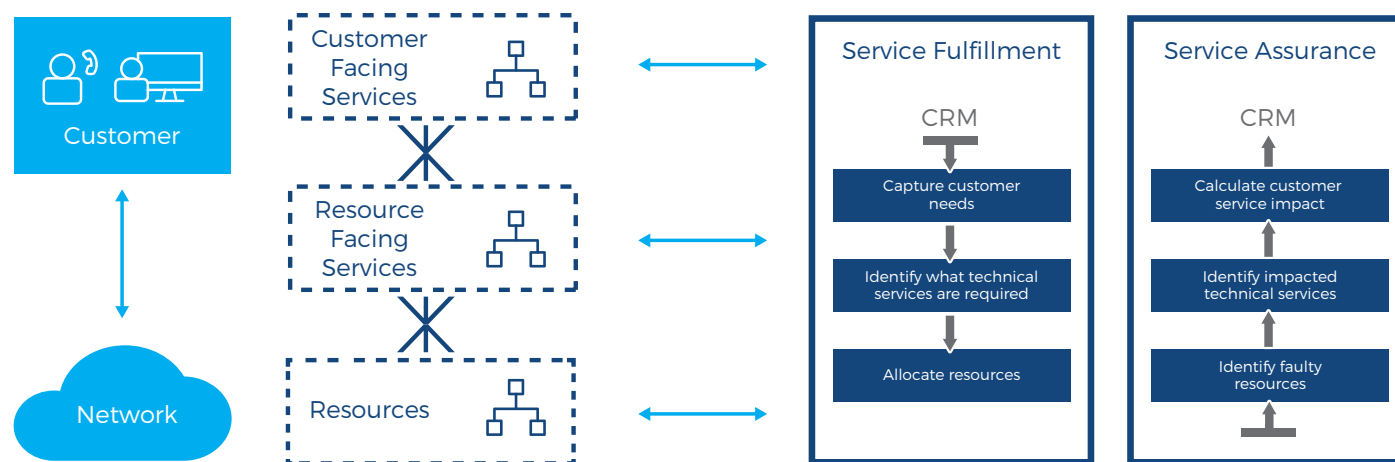 Customer
Network
Customer
Facing
Services
Resource
Facing
Services
Resources
Service Fulfillment
CRM
Capture customer
needs
Identify what technical
services are required
Allocate resources
Service Assurance
CRM
Calculate customer
service impact
Identify impacted
technical services
Identify faulty
resources